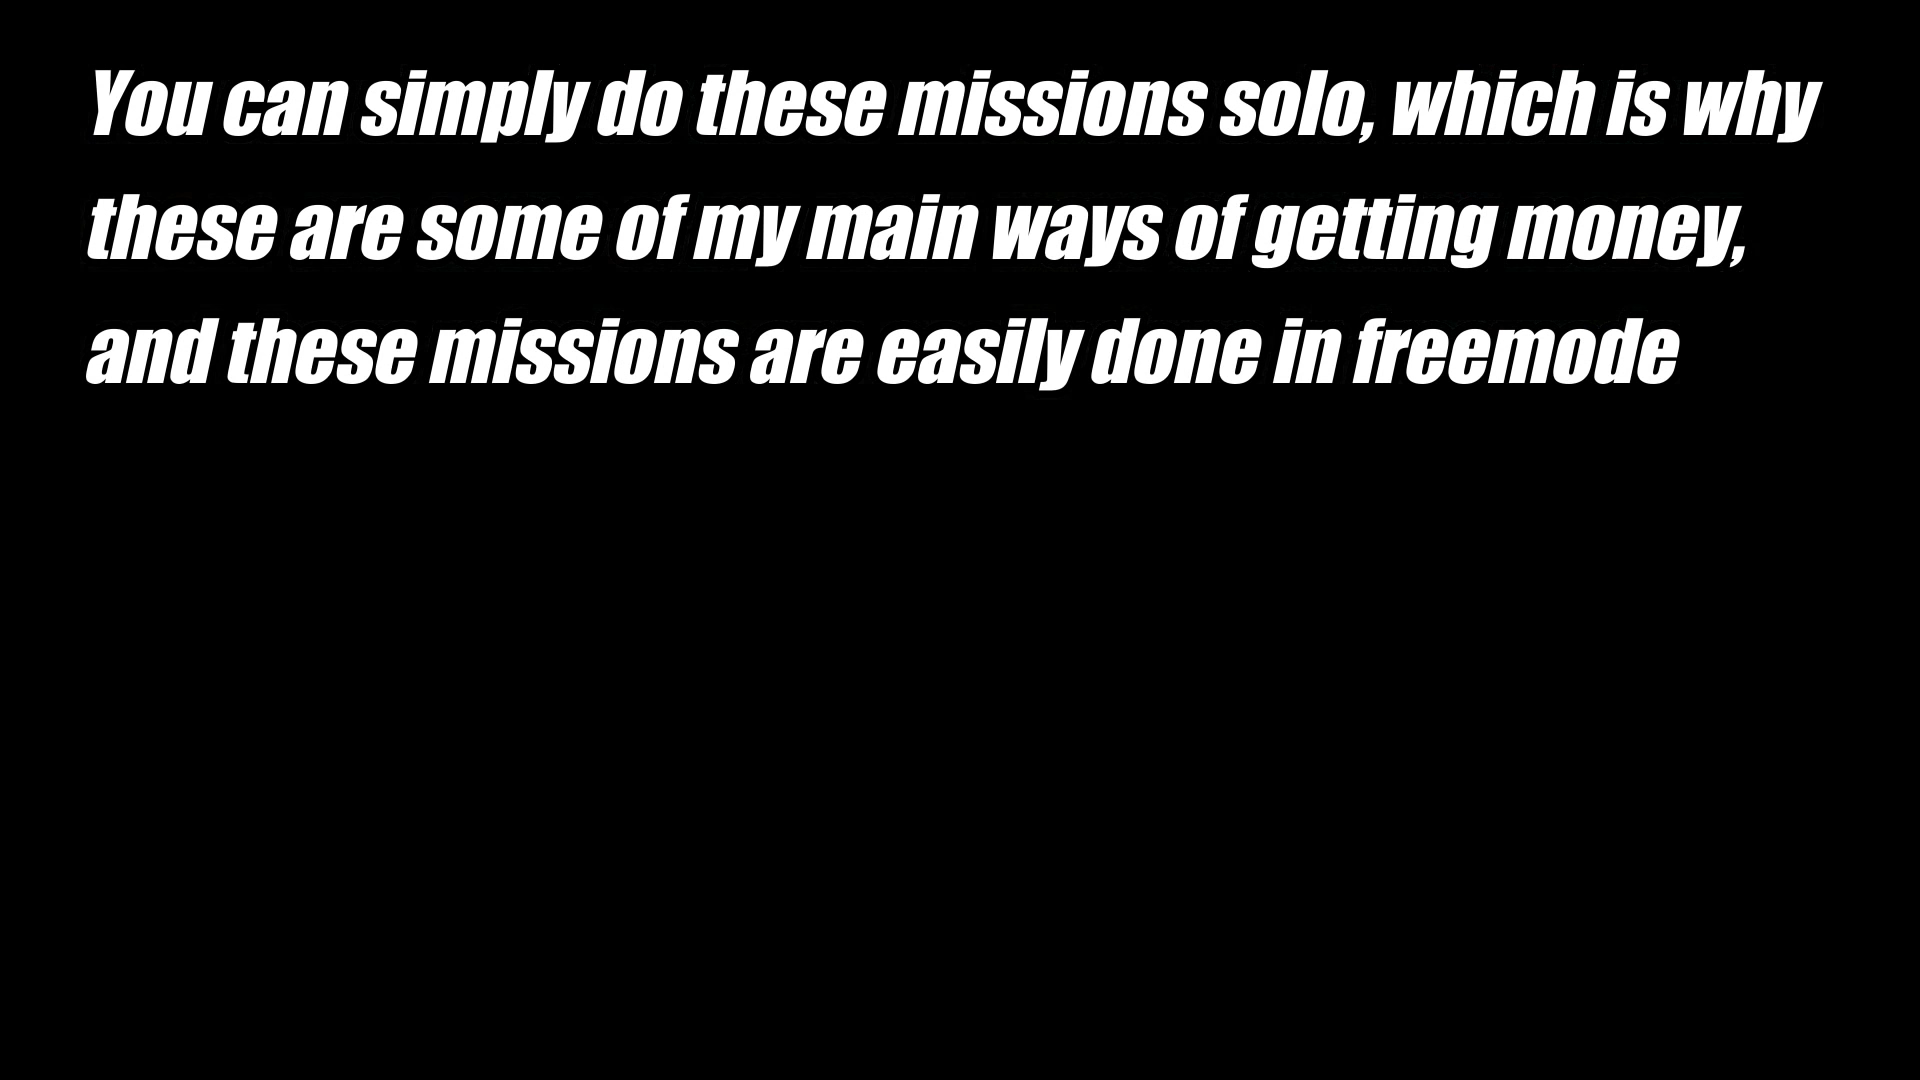 You can simply do these missions solo, which is why
these are some of my main ways of getting money,
and these missions are easily done in freemode